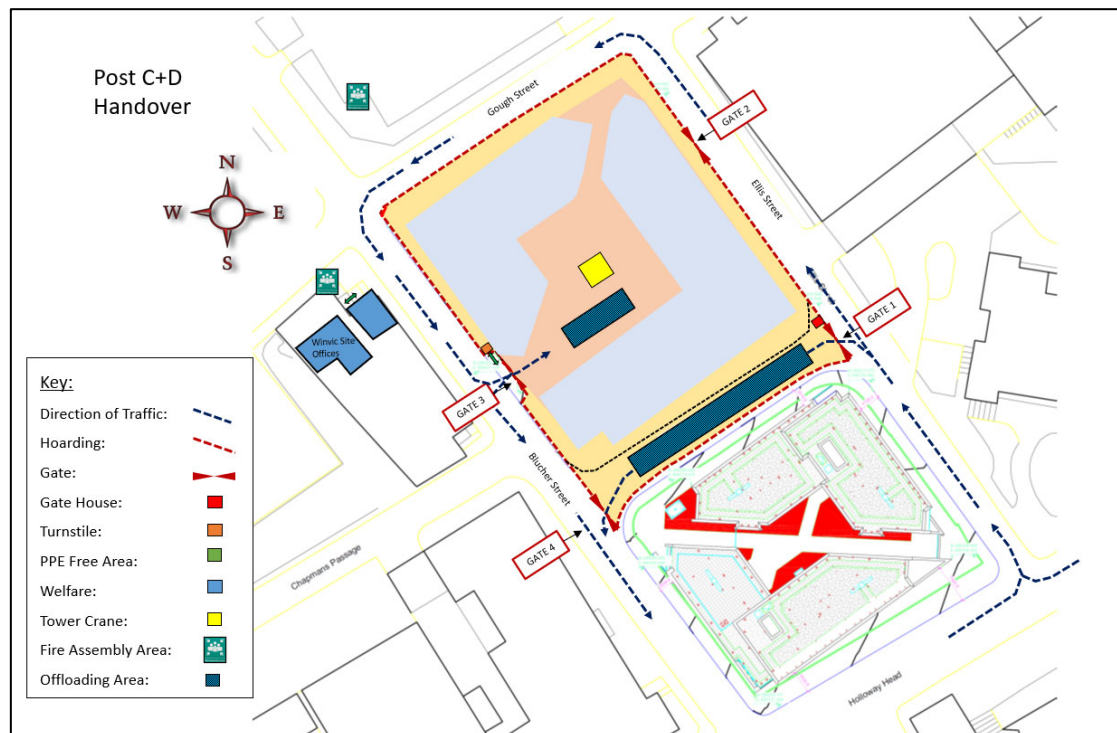 Post C+D
Handover
N
W
E
S
Gough Street
GATE 2
Ellis Street
GATE 1
Winvic Site
Offices
GATE 3
Blucher Street
GATE 4
Chapmans Passage
Holloway Head
Key:
Direction of Traffic:
Hoarding:
Gate:
Gate House:
Turnstile:
PPE Free Area:
Welfare:
Tower Crane:
Fire Assembly Area:
Offloading Area: